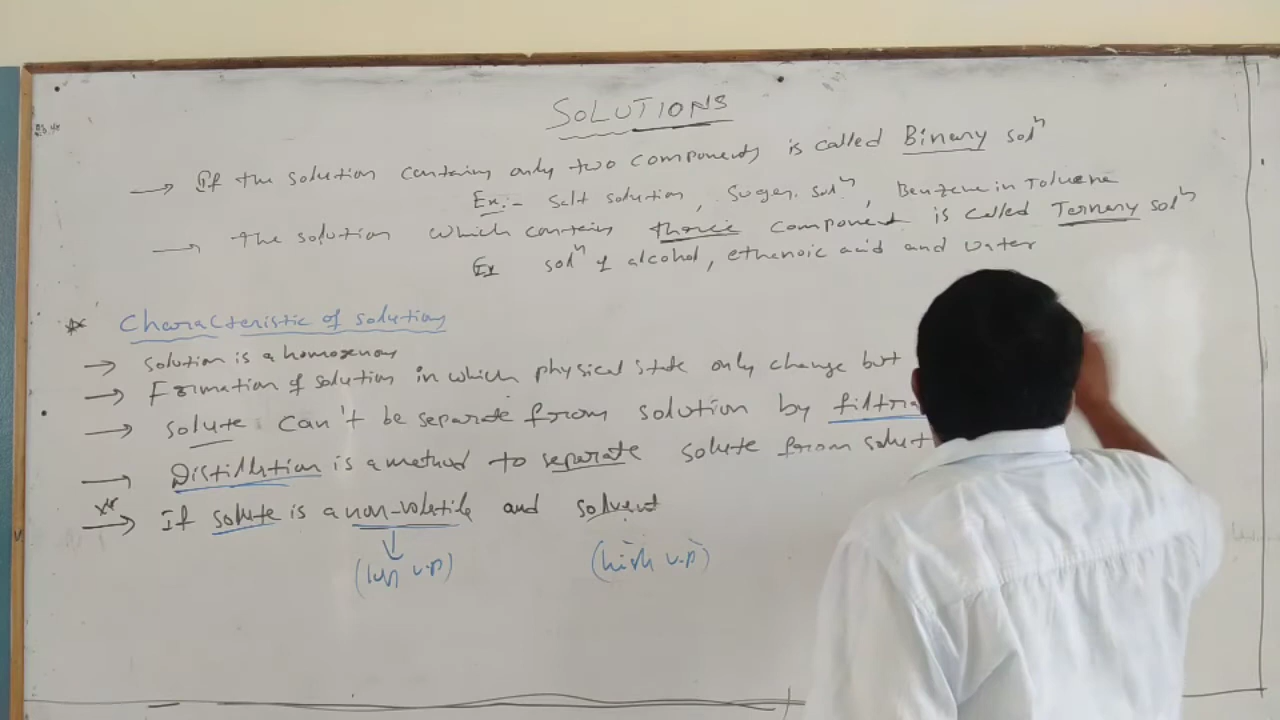 SOLUTIONS
→ If the solution contains only two components is called Binary solⁿ
Ex:- Salt solution, Sugar solⁿ, Benzene in Toluene
→ the solution which contains three component is called Ternary solⁿ
Ex solⁿ of alcohol, ethenoic acid and water
* Characteristic of solution
→ Solution is a homogenous
→ Formation of solution in which physical state only change but
→ solute can't be separate from solution by filtra
→ Distillation is a method to separate solute from solut
→ If solute is a non-volatile and solvent
(low v.p) (high v.p)